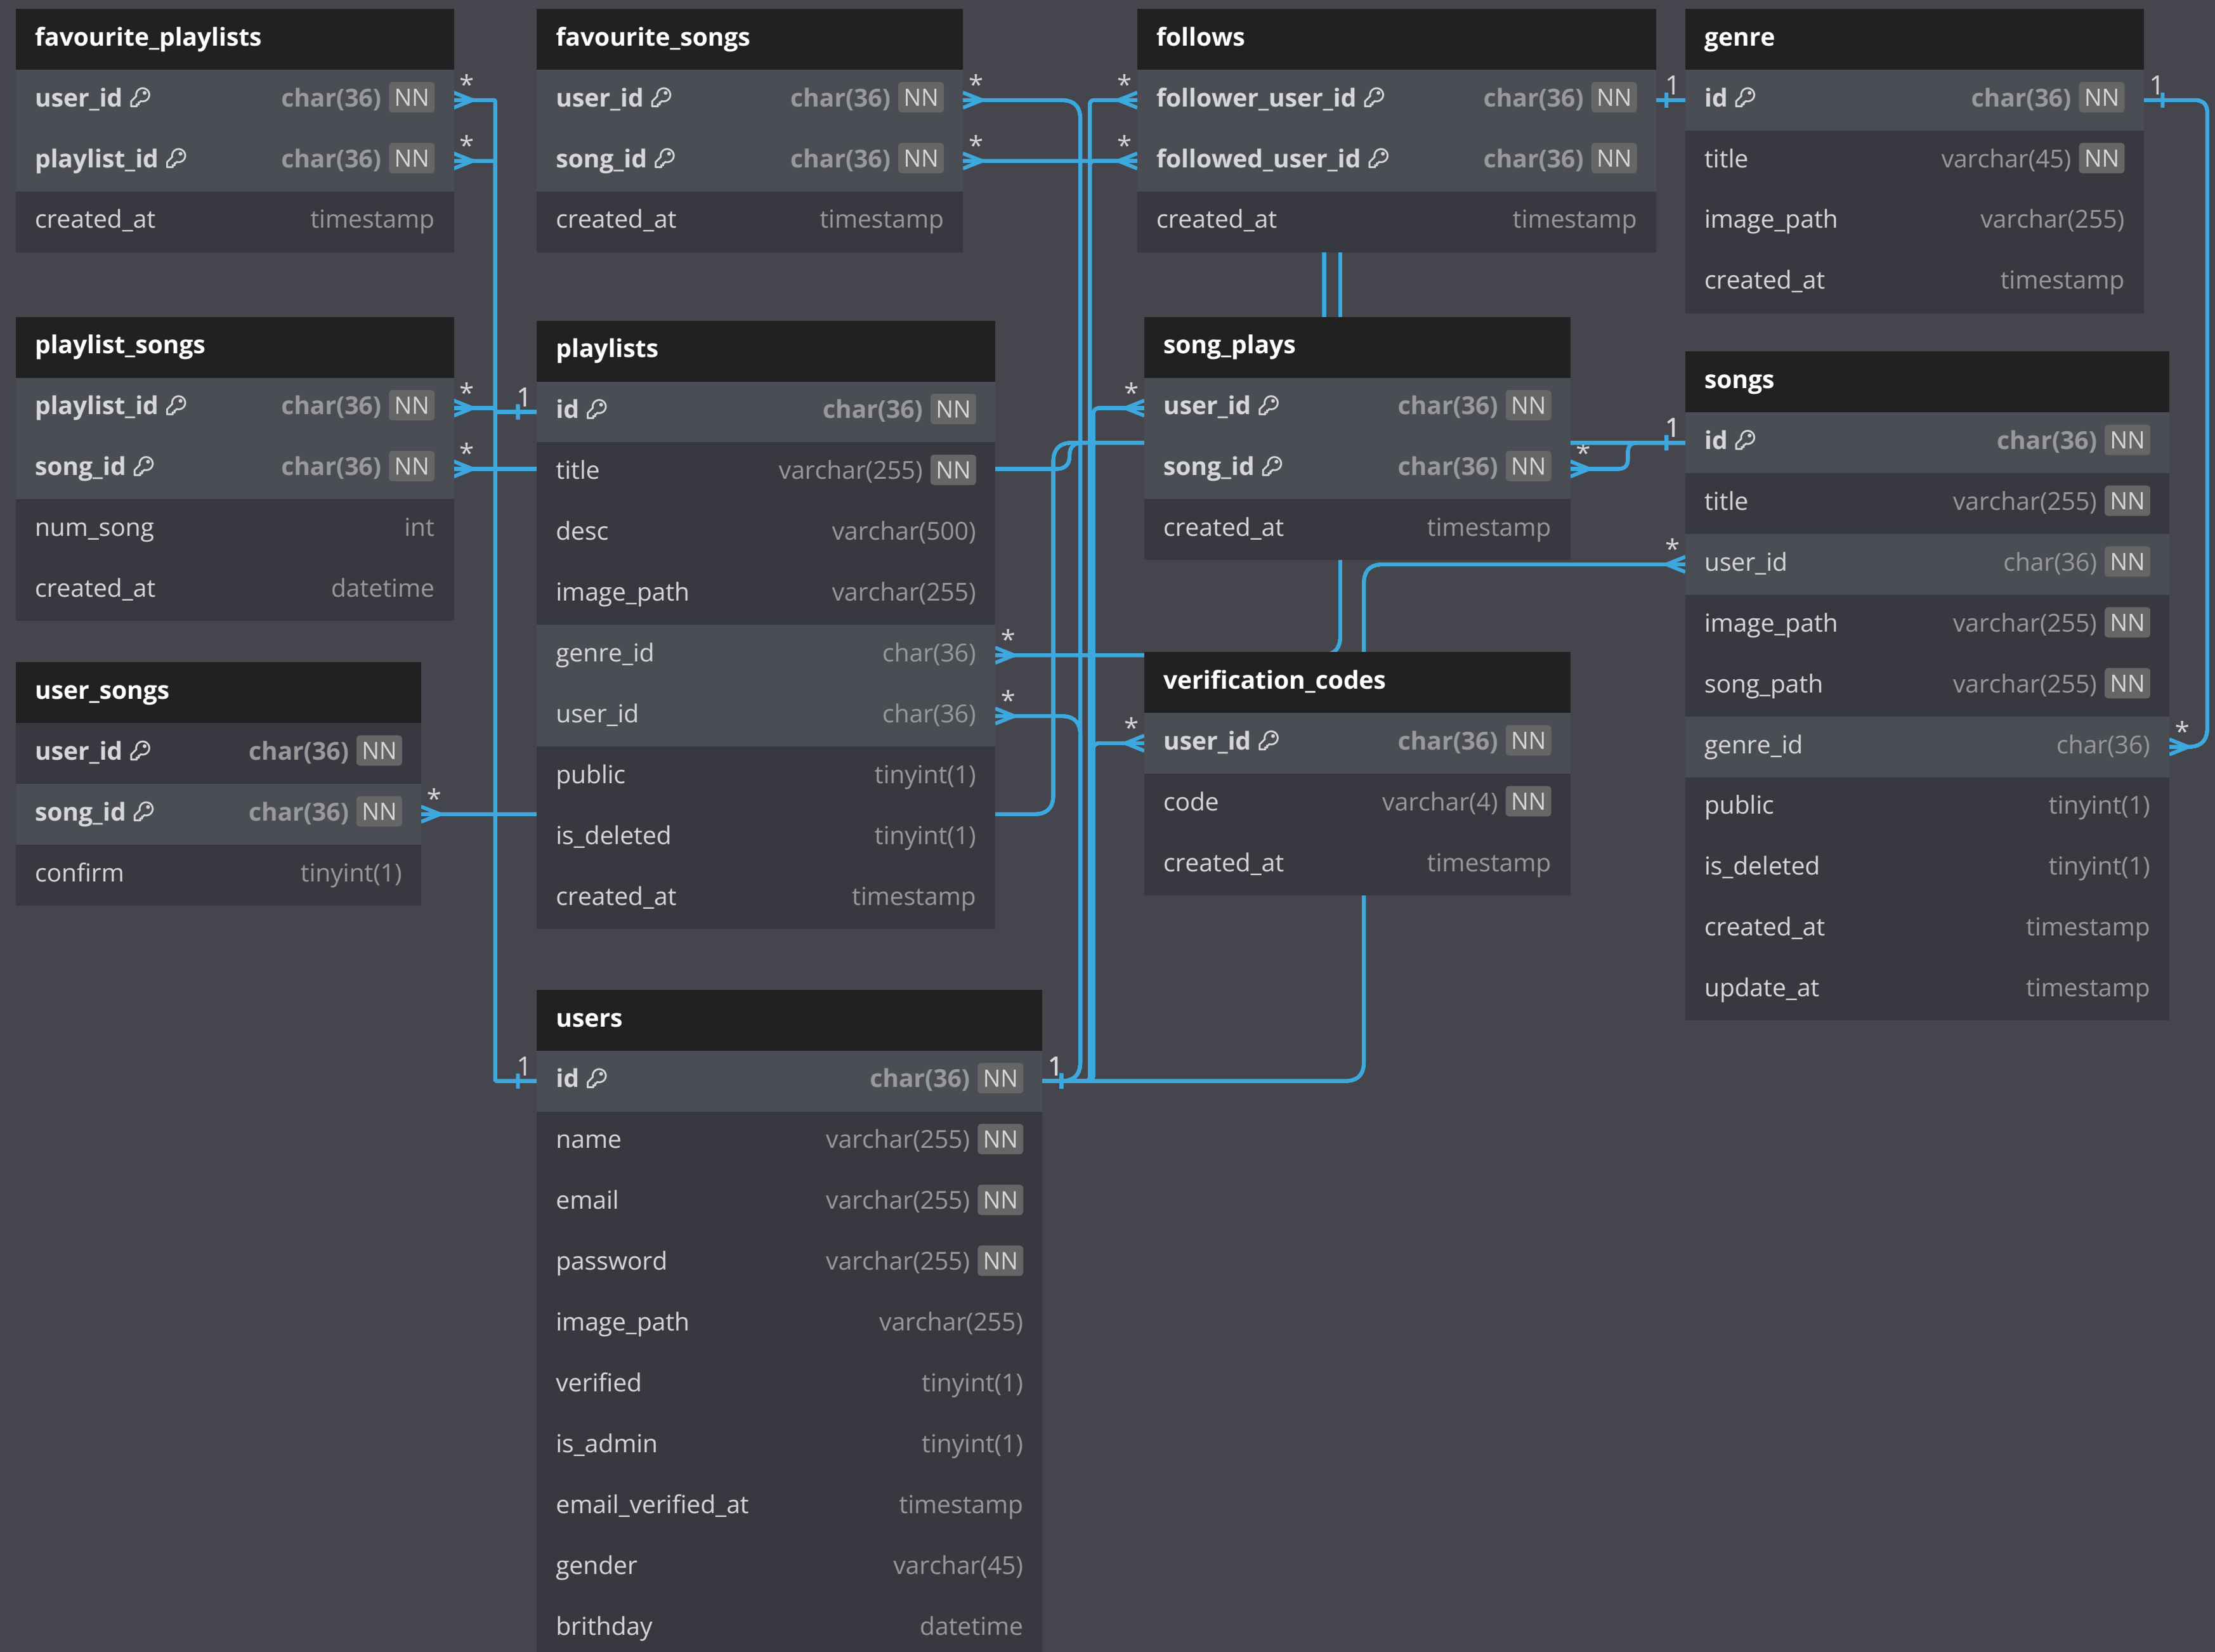 favourite_playlists
user_id char(36) NN
playlist_id char(36) NN
created_at timestamp
*
*
favourite_songs
user_id char(36) NN
song_id char(36) NN
created_at timestamp
*
*
follows
follower_user_id char(36) NN
followed_user_id char(36) NN
created_at timestamp
*
*
genre
id char(36) NN
title varchar(45) NN
image_path varchar(255)
created_at timestamp
1
1
playlist_songs
playlist_id char(36) NN
song_id char(36) NN
num_song int
created_at datetime
*
*
playlists
id char(36) NN
title varchar(255) NN
desc varchar(500)
image_path varchar(255)
genre_id char(36)
user_id char(36)
public tinyint(1)
is_deleted tinyint(1)
created_at timestamp
1
*
*
song_plays
user_id char(36) NN
song_id char(36) NN
created_at timestamp
*
*
songs
id char(36) NN
title varchar(255) NN
user_id char(36) NN
image_path varchar(255) NN
song_path varchar(255) NN
genre_id char(36)
public tinyint(1)
is_deleted tinyint(1)
created_at timestamp
update_at timestamp
1
*
*
user_songs
user_id char(36) NN
song_id char(36) NN
confirm tinyint(1)
*
verification_codes
user_id char(36) NN
code varchar(4) NN
created_at timestamp
*
users
id char(36) NN
name varchar(255) NN
email varchar(255) NN
password varchar(255) NN
image_path varchar(255)
verified tinyint(1)
is_admin tinyint(1)
email_verified_at timestamp
gender varchar(45)
brithday datetime
1
1